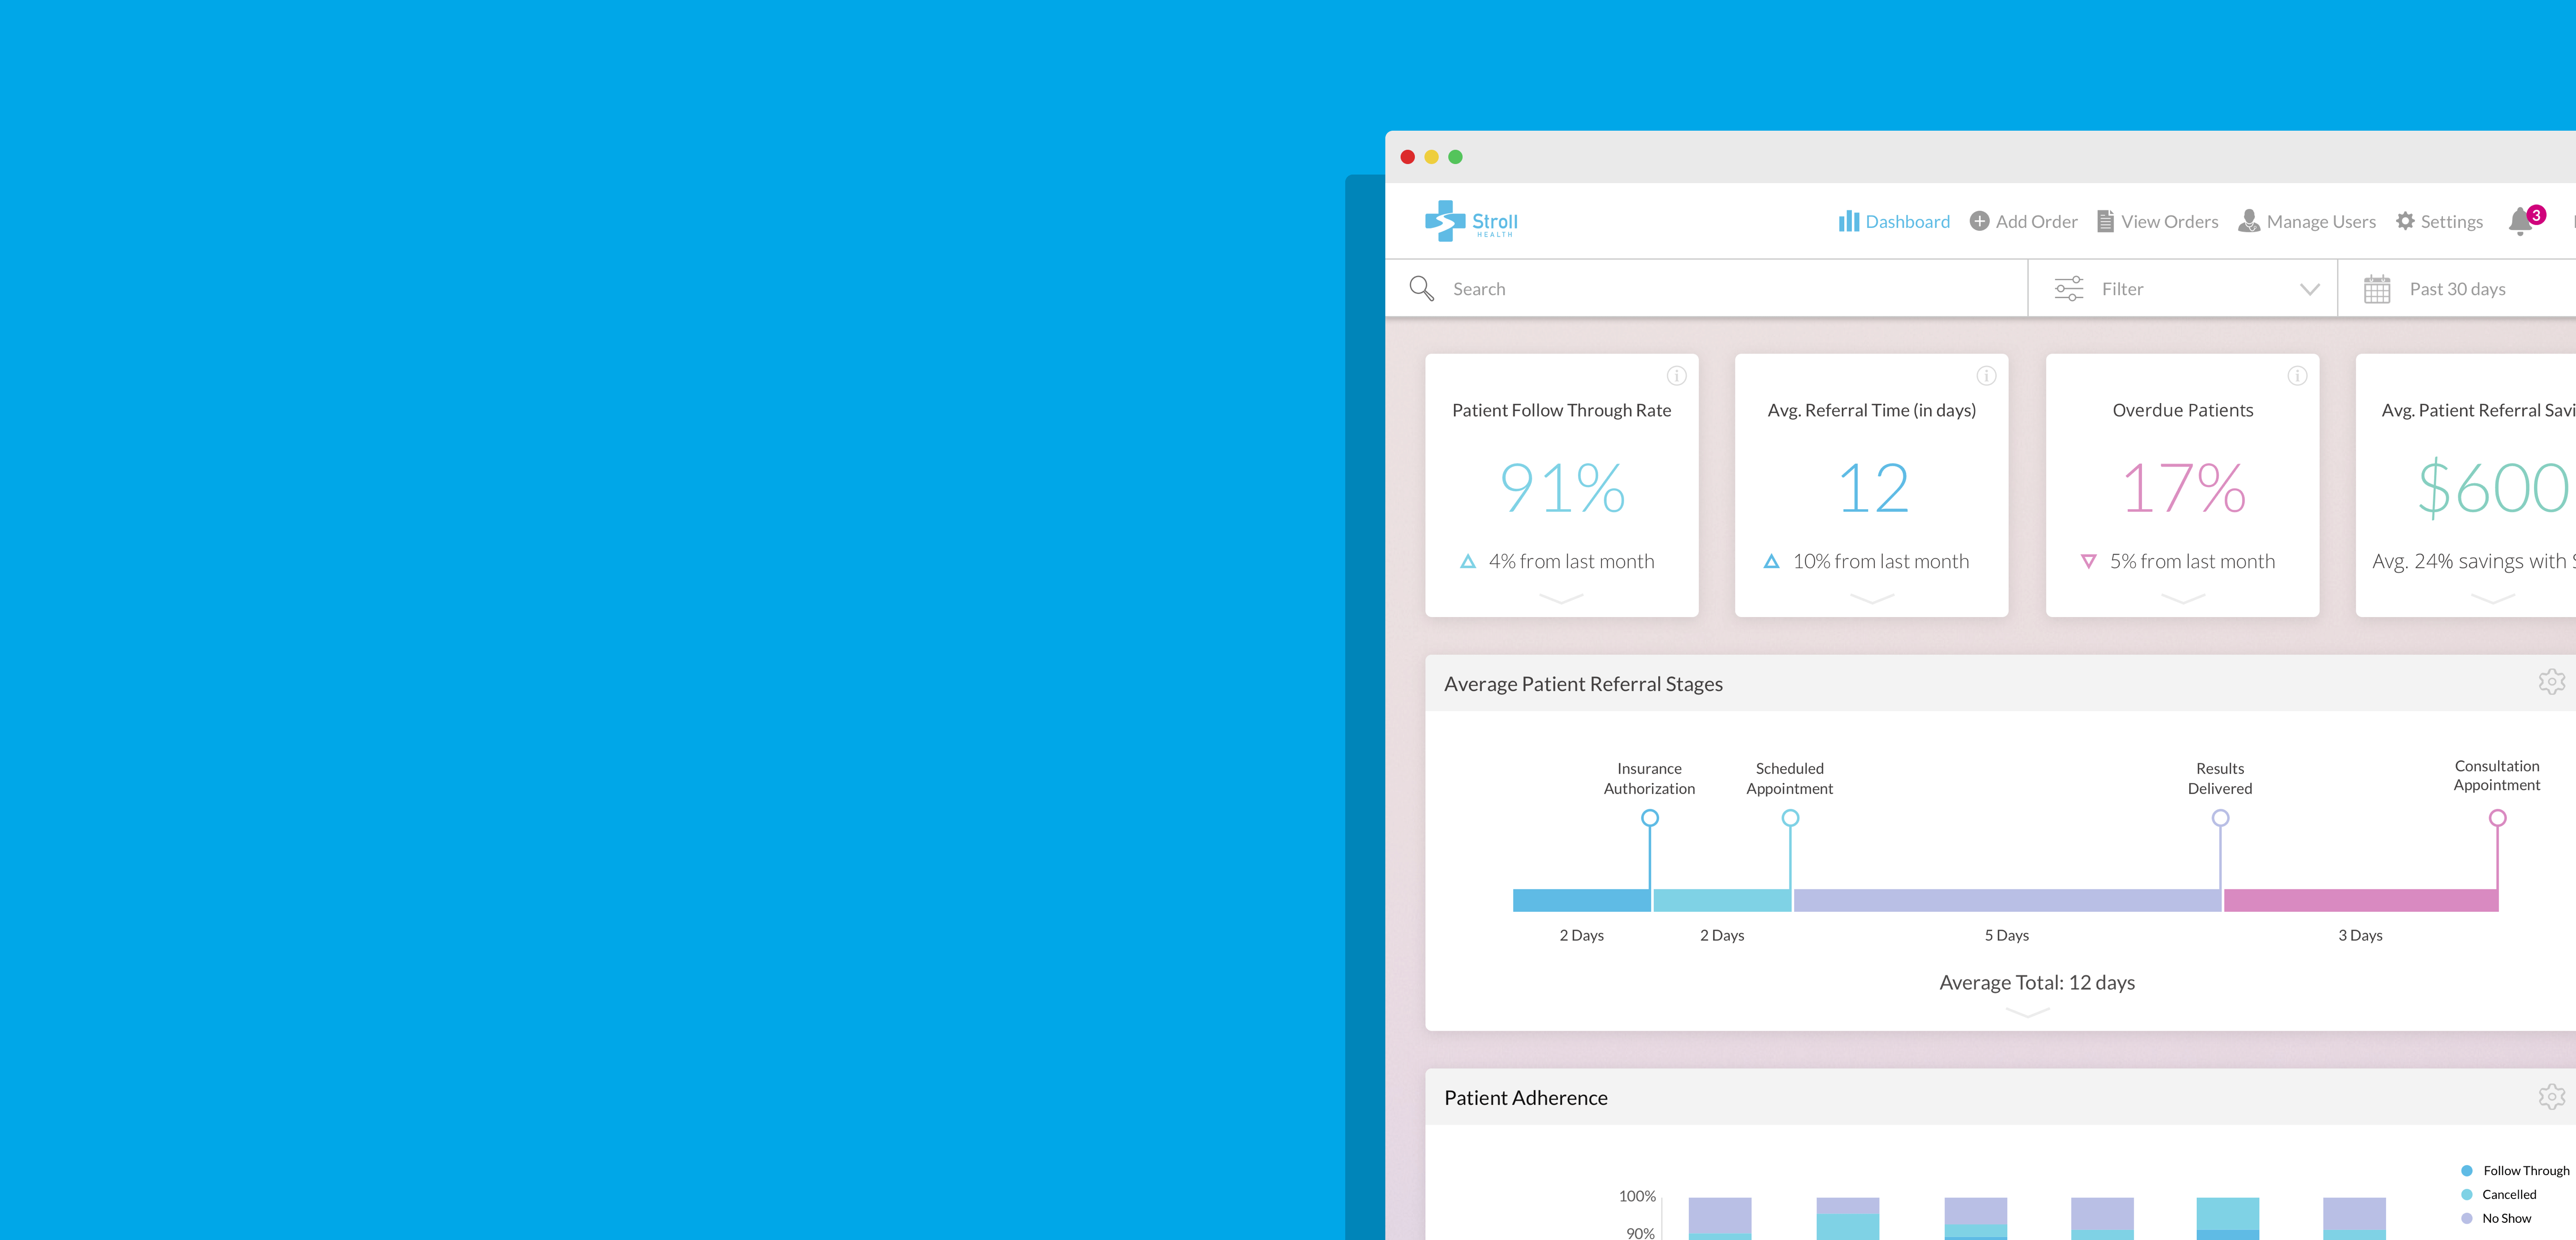 Stroll
HEALTH
Dashboard
Add Order
View Orders
Manage Users
Settings
3
Search
Filter
Past 30 days
Patient Follow Through Rate
91%
4% from last month
Avg. Referral Time (in days)
12
10% from last month
Overdue Patients
17%
5% from last month
Avg. Patient Referral
$600
Avg. 24% savings with
Average Patient Referral Stages
Insurance
Authorization
Scheduled
Appointment
Results
Delivered
Consultation
Appointment
2 Days
2 Days
5 Days
3 Days
Average Total: 12 days
Patient Adherence
100%
90%
Follow Through
Cancelled
No Show